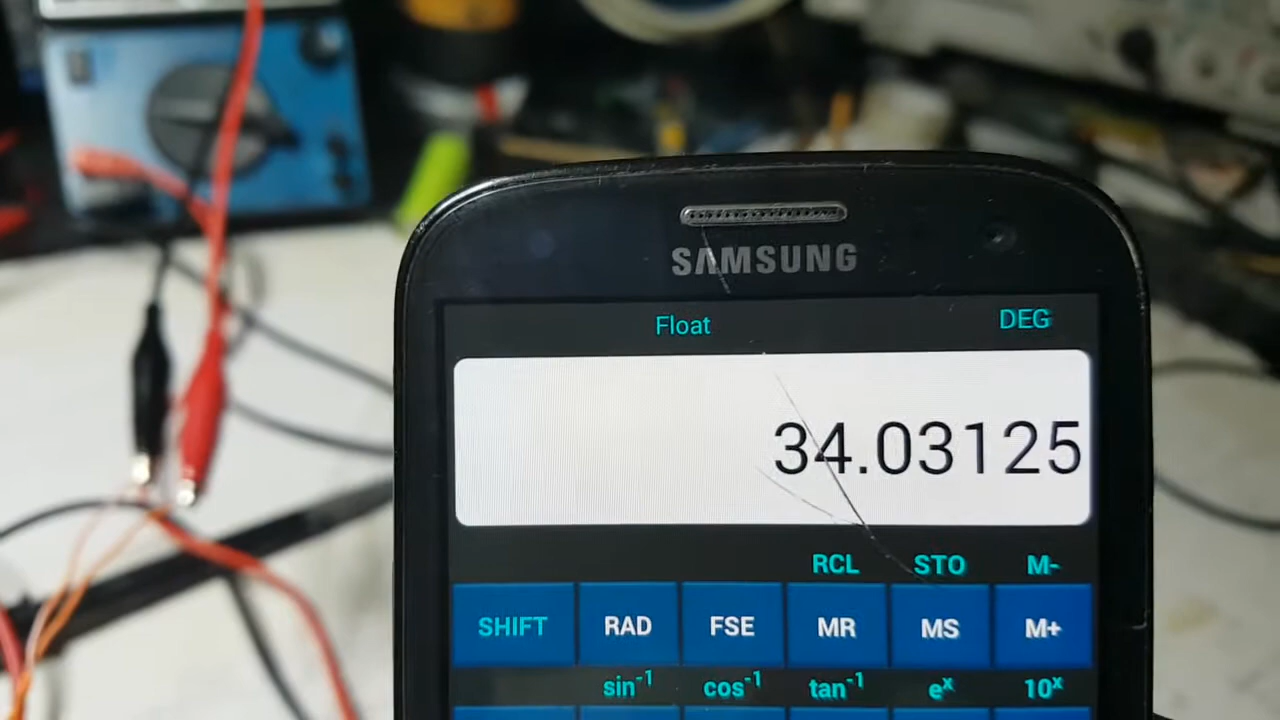 SAMSUNG
Float DEG
34.03125
RCL STO M-
SHIFT RAD FSE MR MS M+
sin⁻¹ cos⁻¹ tan⁻¹ eˣ 10ˣ